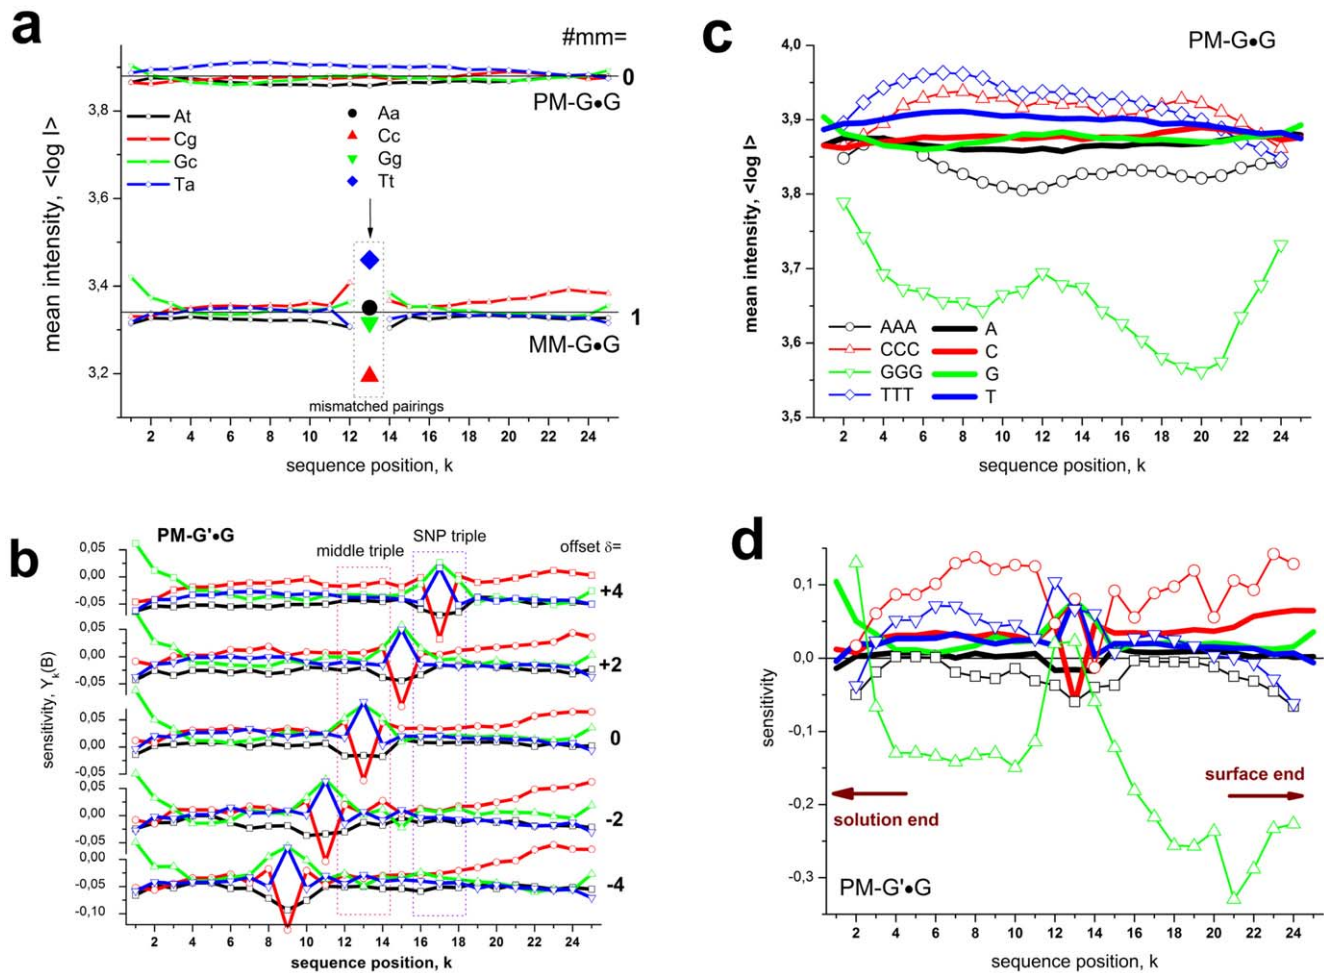 a
#mm=
0
PM-G●G
3,8
3,6
3,4
3,2
mean intensity, <log I>
At
Cg
Gc
Ta
Aa
Cc
Gg
Tt
1
MM-G●G
mismatched pairings
2 4 6 8 10 12 14 16 18 20 22 24
sequence position, k
c
PM-G●G
4,0
3,9
3,8
3,7
3,6
3,5
mean intensity, <log I>
AAA
CCC
GGG
TTT
A
C
G
T
2 4 6 8 10 12 14 16 18 20 22 24
sequence position, k
b
PM-G'●G
middle triple
SNP triple
offset δ=
0,05
0,00
-0,05
+4
0,05
0,00
-0,05
+2
0,05
0,00
-0,05
0
0,05
0,00
-0,05
-2
0,00
-0,05
-0,10
-4
sensitivity, Yk(B)
2 4 6 8 10 12 14 16 18 20 22 24
sequence position, k
d
0,1
0,0
-0,1
-0,2
-0,3
sensitivity
surface end
solution end
PM-G'●G
2 4 6 8 10 12 14 16 18 20 22 24
sequence position, k